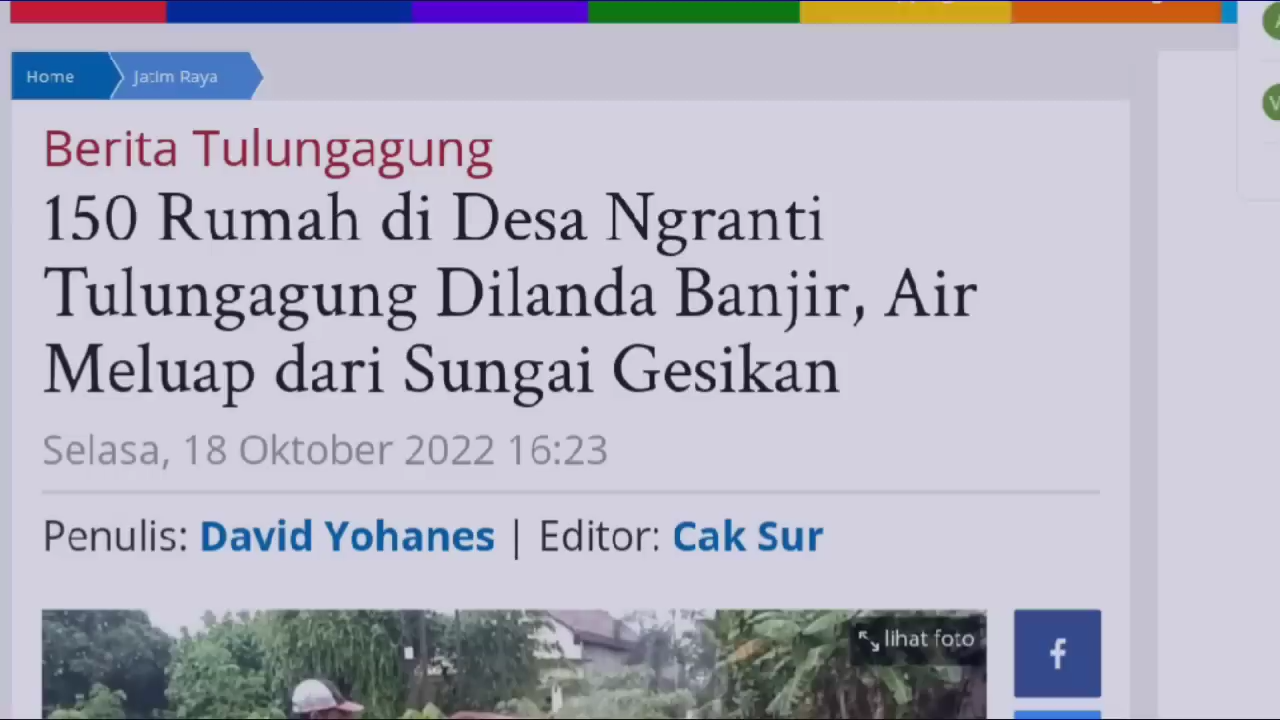 Home
Jatim Raya
Berita Tulungagung
150 Rumah di Desa Ngranti
Tulungagung Dilanda Banjir, Air
Meluap dari Sungai Gesikan
Selasa, 18 Oktober 2022 16:23
Penulis: David Yohanes | Editor: Cak Sur
lihat foto
f
V